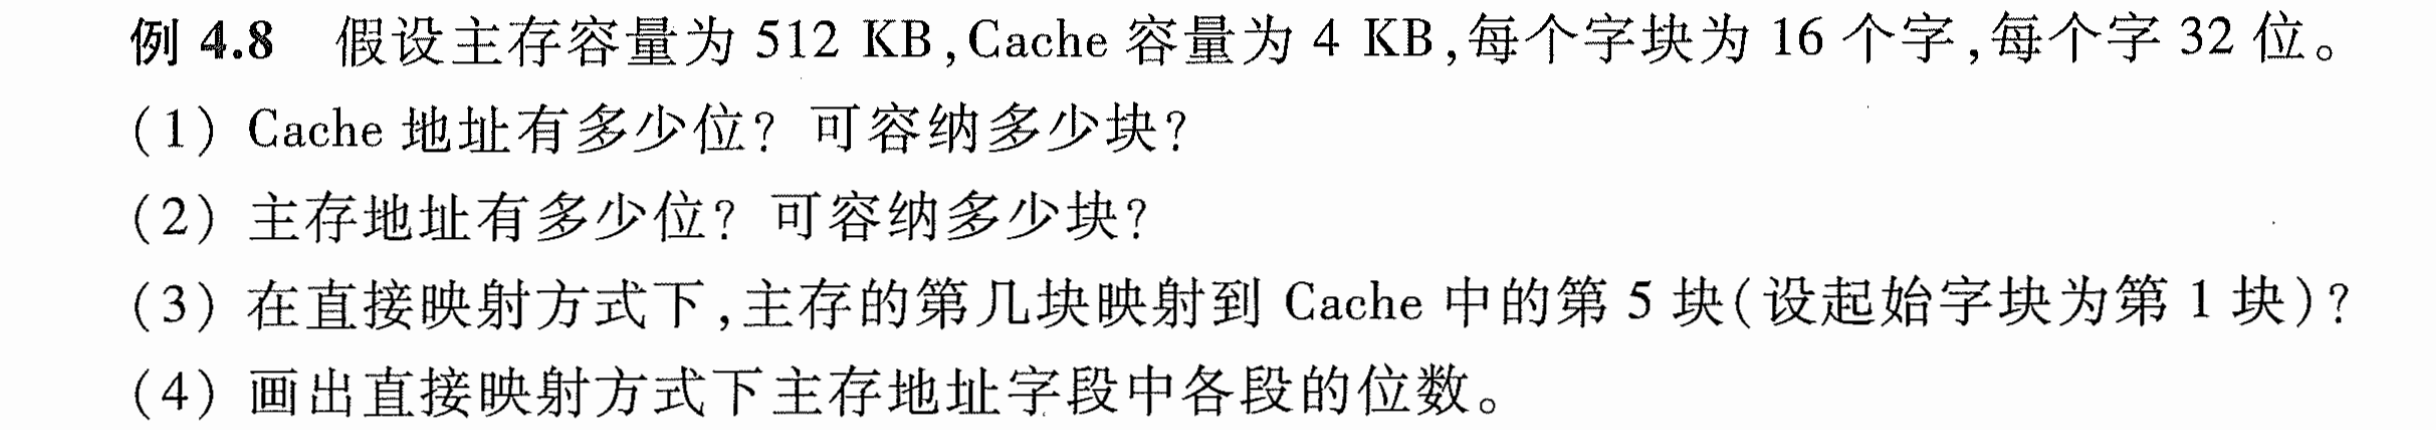 例 4.8 假设主存容量为 512 KB,Cache 容量为 4 KB,每个字块为 16 个字,每个字 32 位。
(1) Cache 地址有多少位? 可容纳多少块?
(2) 主存地址有多少位? 可容纳多少块?
(3) 在直接映射方式下,主存的第几块映射到 Cache 中的第 5 块(设起始字块为第 1 块)?
(4) 画出直接映射方式下主存地址字段中各段的位数。